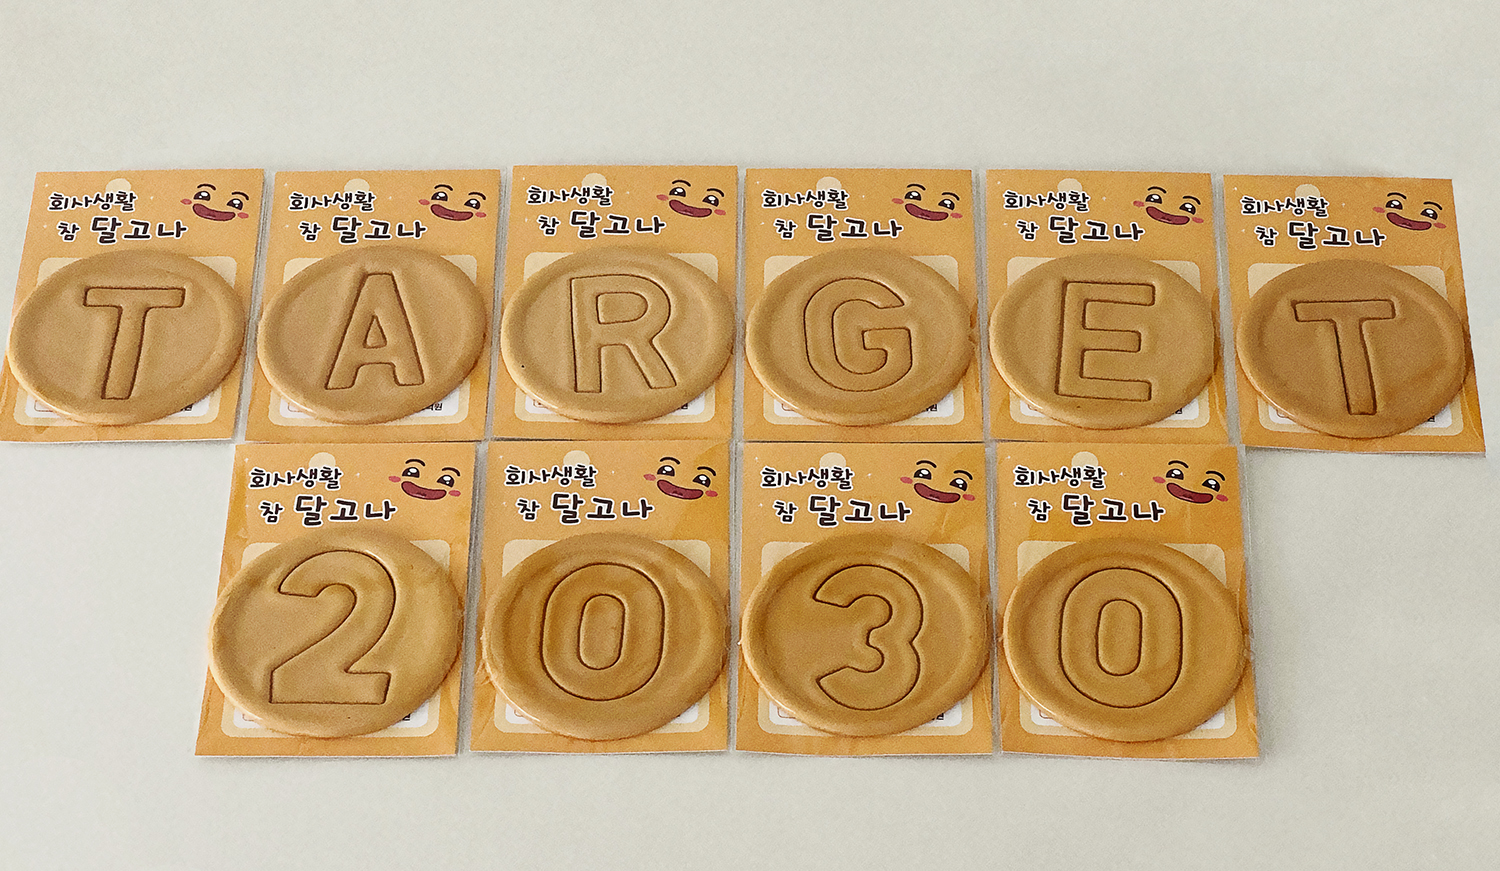 회사생활 회사생활 회사생활 회사생활 회사생활 회사생활
참 달고나 참 달고나 참 달고나 참 달고나 참 달고나 참 달고나
T A R G E T
회사생활 회사생활 회사생활 회사생활
참 달고나 참 달고나 참 달고나 참 달고나
2 0 3 0